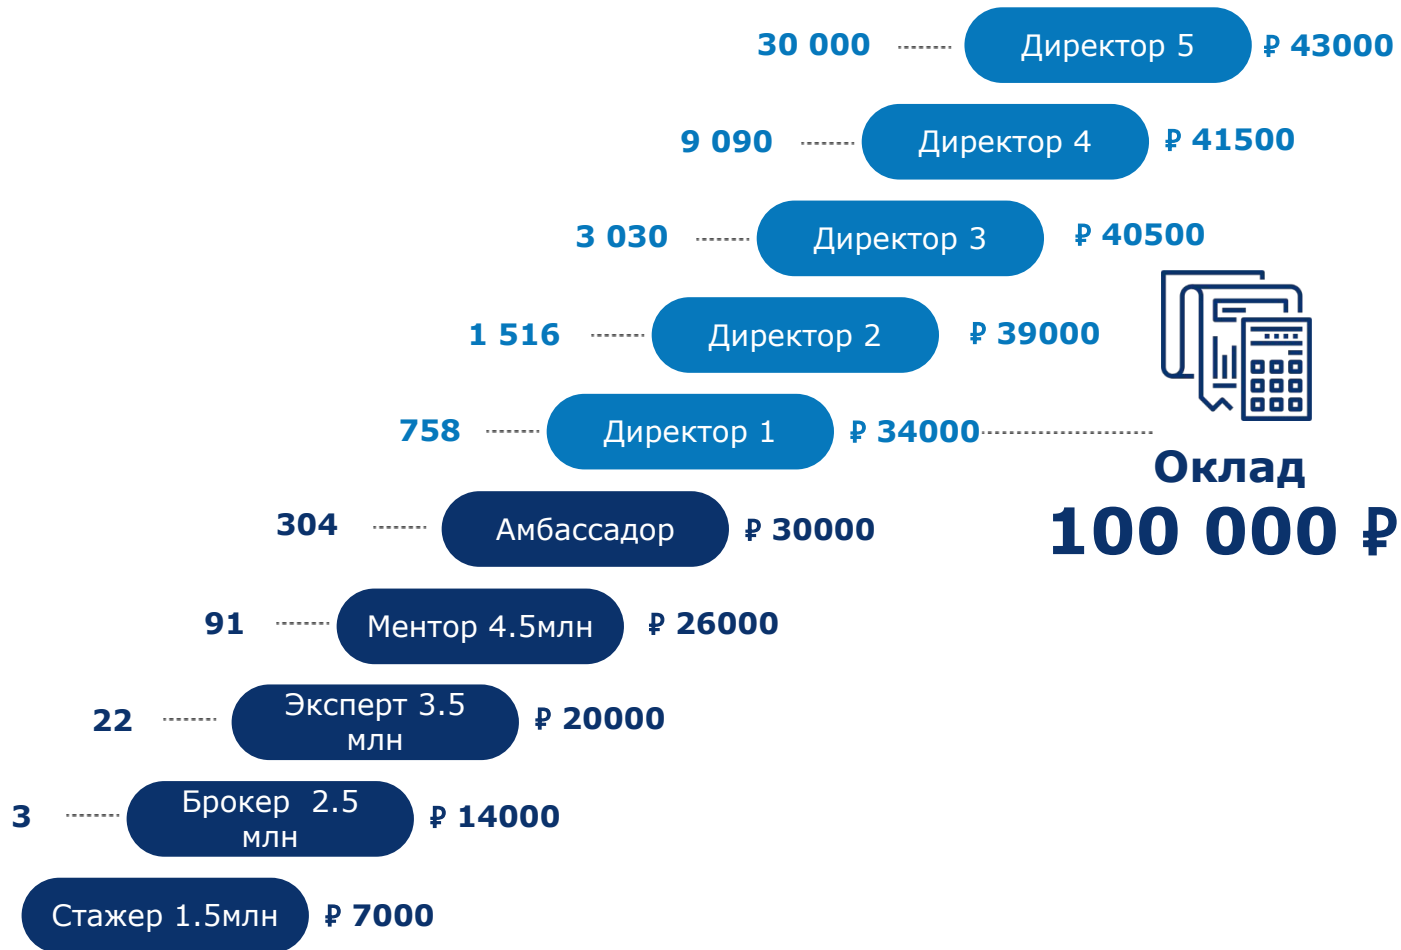 30 000 Директор 5 ₽ 43000
9 090 Директор 4 ₽ 41500
3 030 Директор 3 ₽ 40500
1 516 Директор 2 ₽ 39000
758 Директор 1 ₽ 34000
Оклад
100 000 ₽
304 Амбассадор ₽ 30000
91 Ментор 4.5млн ₽ 26000
22 Эксперт 3.5
млн ₽ 20000
3 Брокер 2.5
млн ₽ 14000
Стажер 1.5млн ₽ 7000